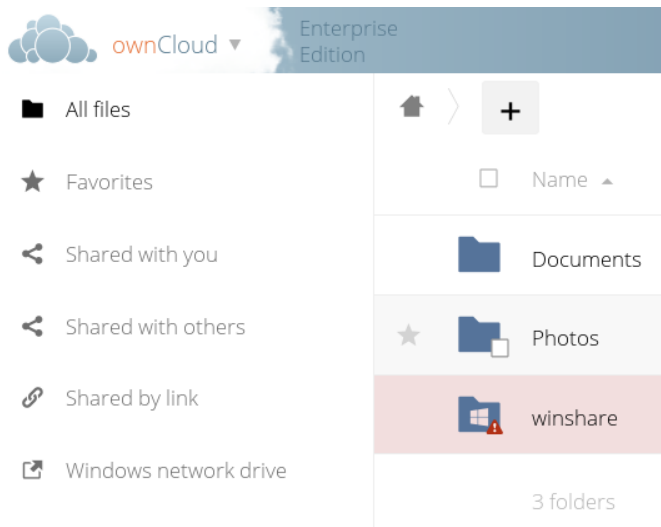 ownCloud
Enterprise
Edition
All files
Favorites
Shared with you
Shared with others
Shared by link
Windows network drive
+
Name
Documents
Photos
winshare
3 folders